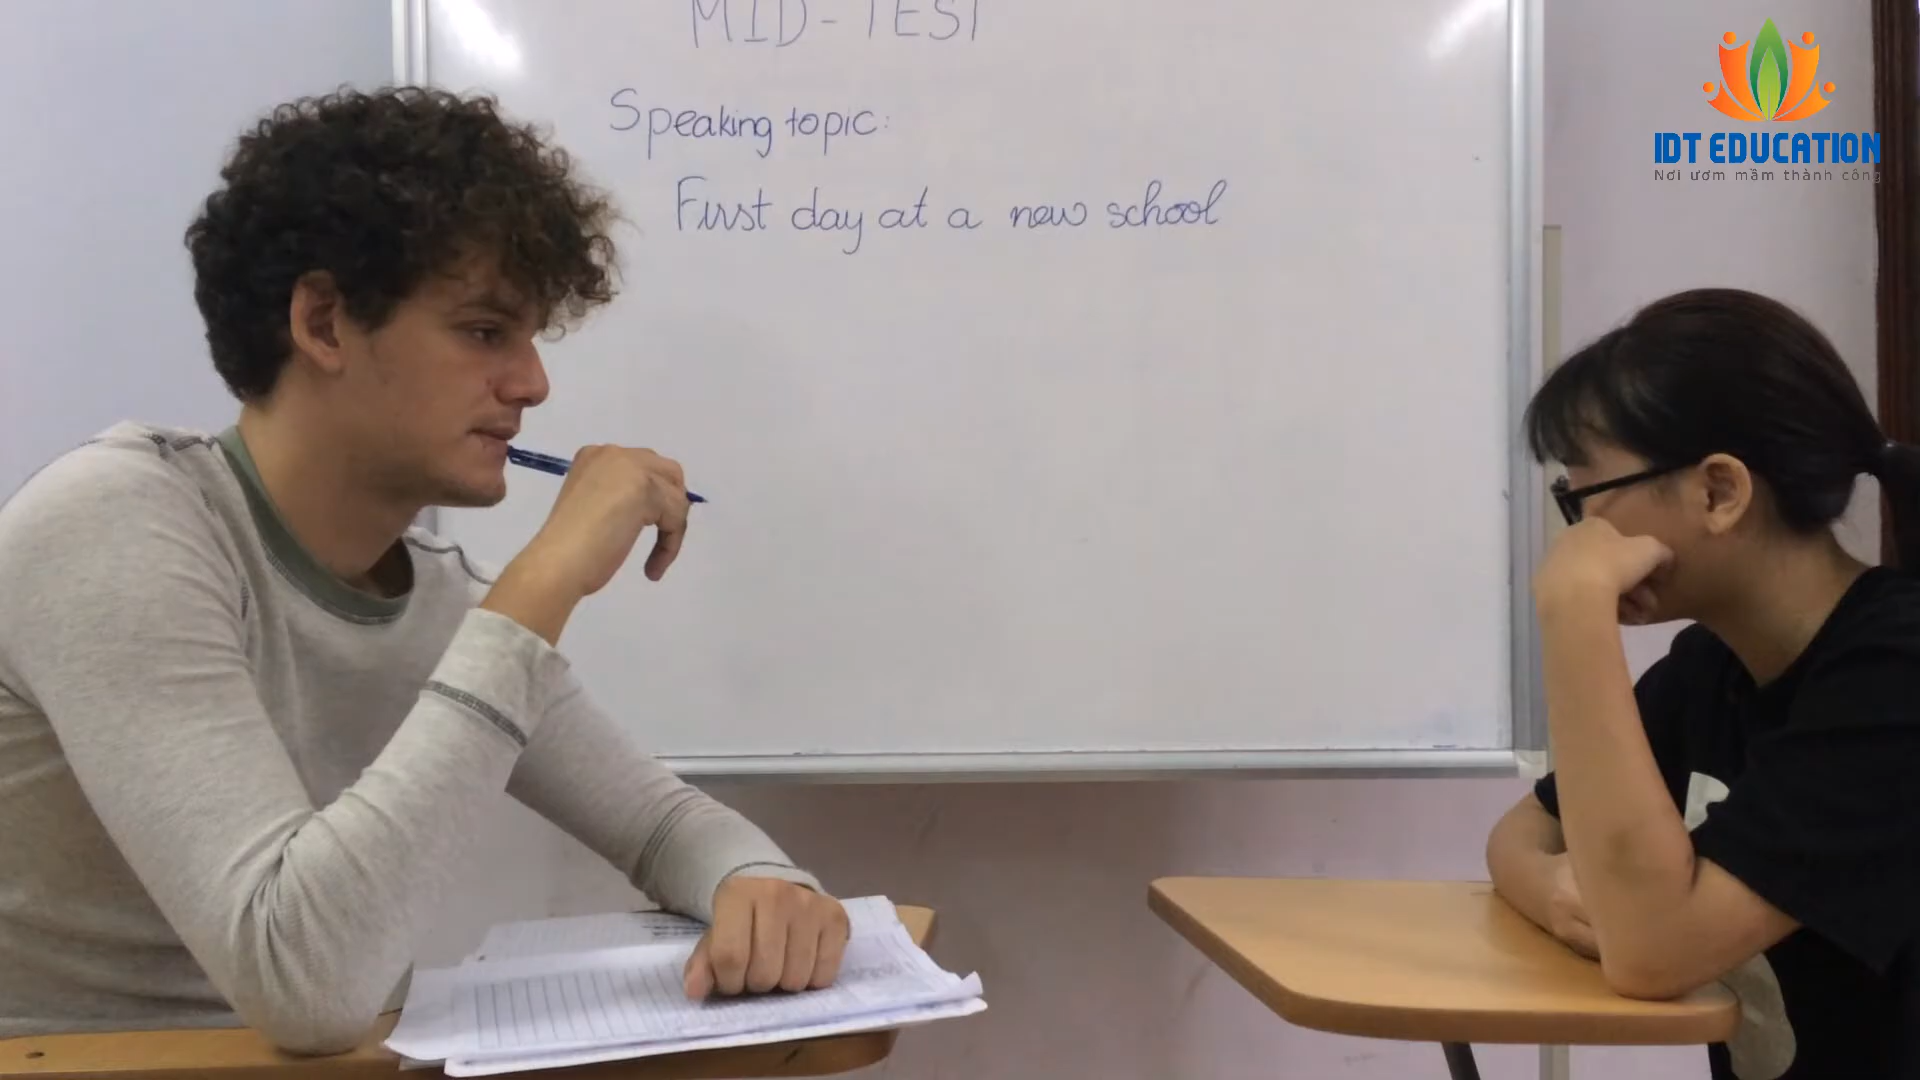 MID-TEST
Speaking topic:
First day at a new school
IDT EDUCATION
Nơi ươm mầm thành công